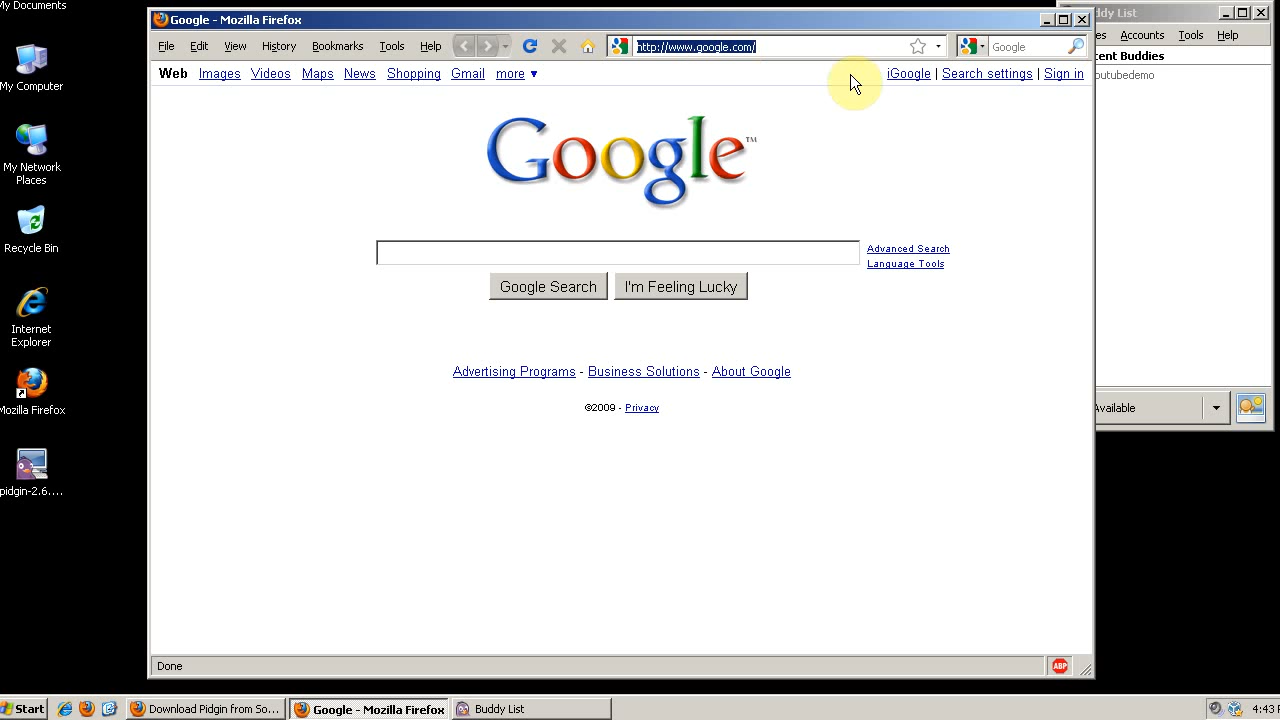 My Documents
My Computer
My Network
Places
Recycle Bin
Internet
Explorer
Mozilla Firefox
pidgin-2.6....
Google - Mozilla Firefox
File Edit View History Bookmarks Tools Help http://www.google.com/ Google
Web Images Videos Maps News Shopping Gmail more ▼ iGoogle | Search settings | Sign in
Google™
Advanced Search
Language Tools
Google Search I'm Feeling Lucky
Advertising Programs - Business Solutions - About Google
©2009 - Privacy
Done ABP
ddy List
es Accounts Tools Help
cent Buddies
outubedemo
Available
Start Download Pidgin from So... Google - Mozilla Firefox Buddy List 4:43